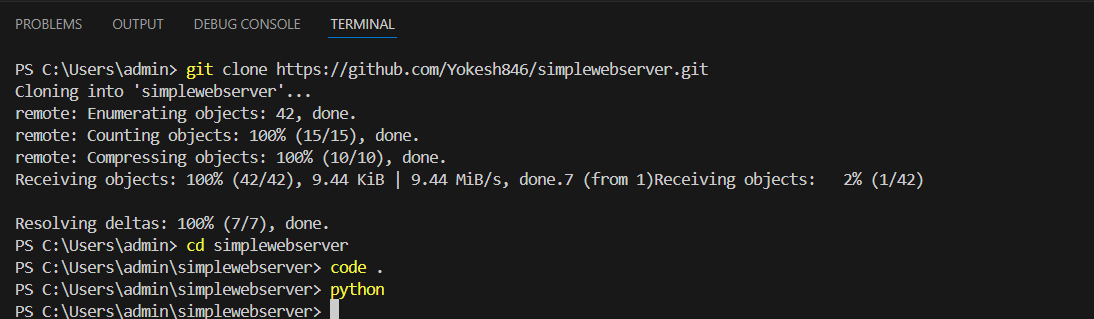 PROBLEMS OUTPUT DEBUG CONSOLE TERMINAL
PS C:\Users\admin> git clone https://github.com/Yokesh846/simplewebserver.git
Cloning into 'simplewebserver'...
remote: Enumerating objects: 42, done.
remote: Counting objects: 100% (15/15), done.
remote: Compressing objects: 100% (10/10), done.
Receiving objects: 100% (42/42), 9.44 KiB | 9.44 MiB/s, done.7 (from 1)Receiving objects:   2% (1/42)
Resolving deltas: 100% (7/7), done.
PS C:\Users\admin> cd simplewebserver
PS C:\Users\admin\simplewebserver> code .
PS C:\Users\admin\simplewebserver> python
PS C:\Users\admin\simplewebserver>